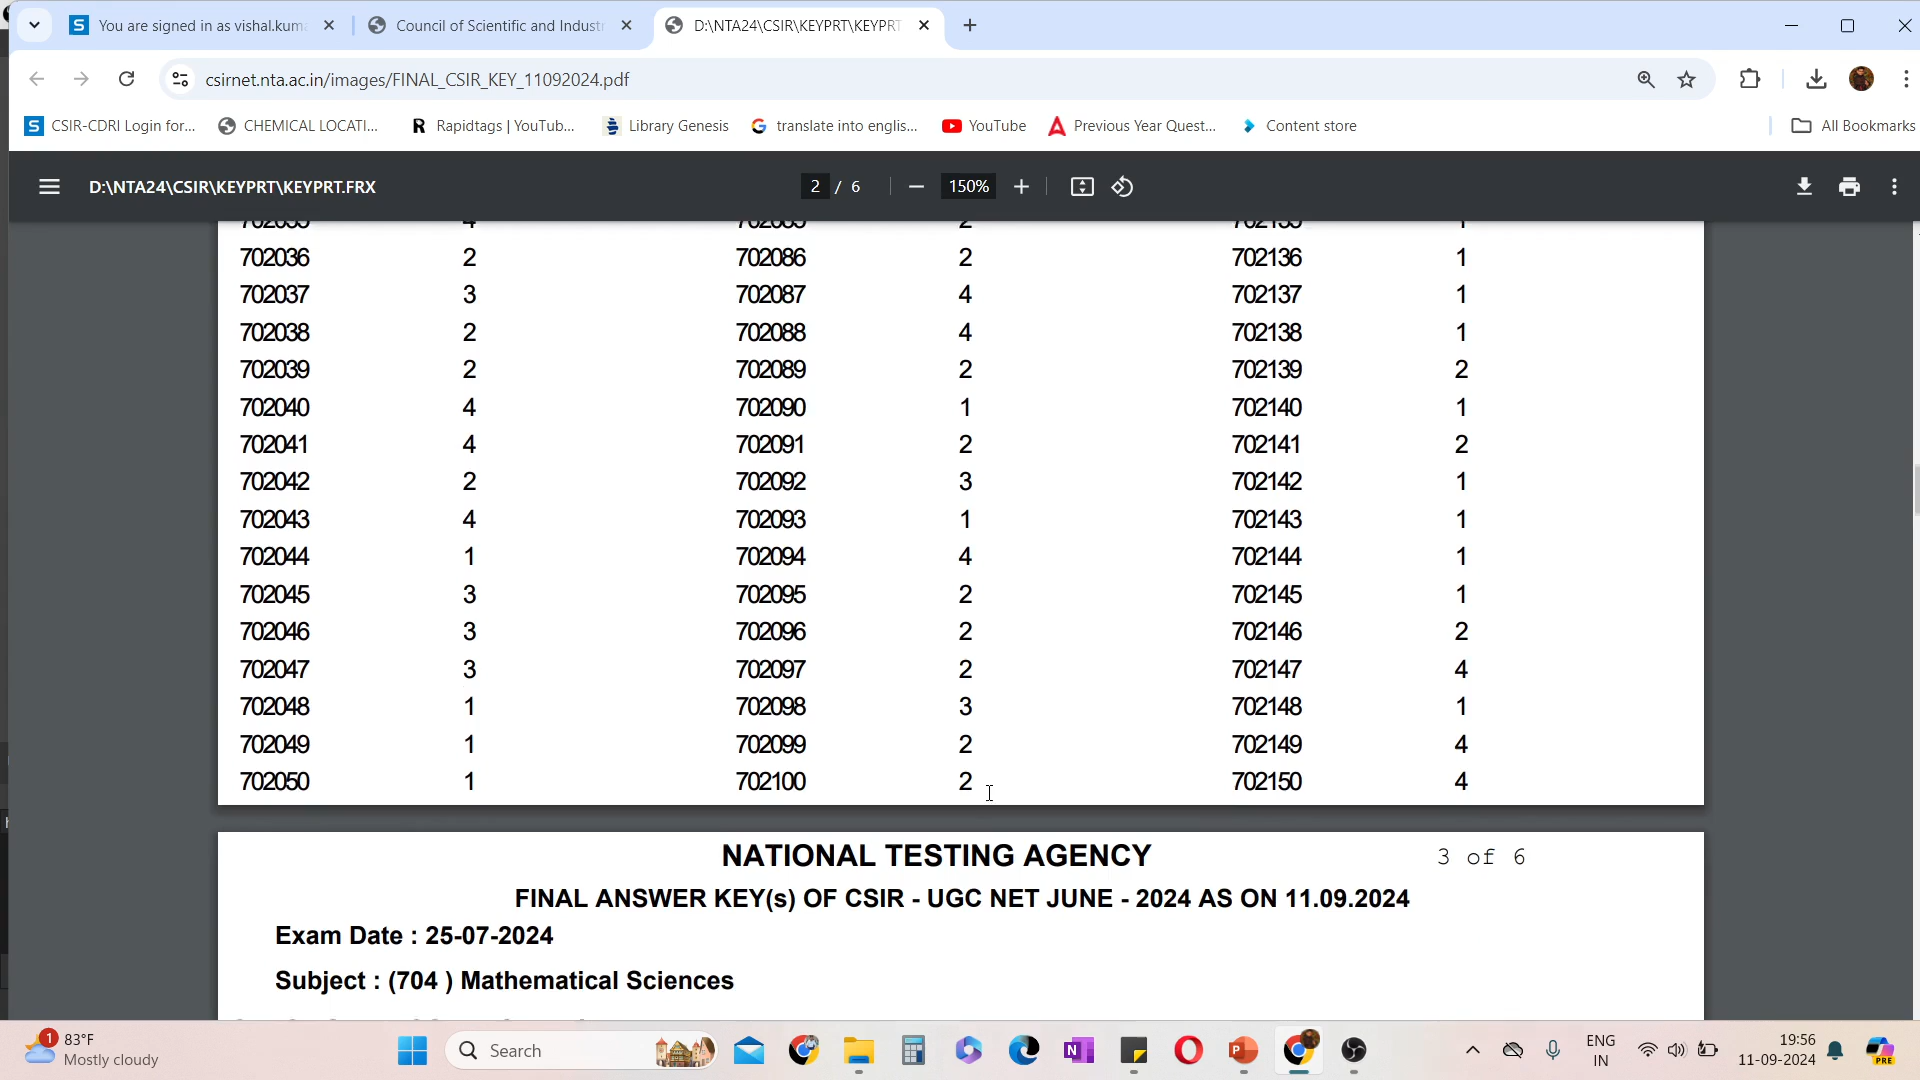 You are signed in as vishal.kuma
Council of Scientific and Industr
D:\NTA24\CSIR\KEYPRT\KEYPRT
csirnet.nta.ac.in/images/FINAL_CSIR_KEY_11092024.pdf
CSIR-CDRI Login for... CHEMICAL LOCATI... Rapidtags | YouTub... Library Genesis translate into englis... YouTube Previous Year Quest... Content store All Bookmarks
D:\NTA24\CSIR\KEYPRT\KEYPRT.FRX 2 / 6 150%
702036 2 702086 2 702136 1
702037 3 702087 4 702137 1
702038 2 702088 4 702138 1
702039 2 702089 2 702139 2
702040 4 702090 1 702140 1
702041 4 702091 2 702141 2
702042 2 702092 3 702142 1
702043 4 702093 1 702143 1
702044 1 702094 4 702144 1
702045 3 702095 2 702145 1
702046 3 702096 2 702146 2
702047 3 702097 2 702147 4
702048 1 702098 3 702148 1
702049 1 702099 2 702149 4
702050 1 702100 2 702150 4
NATIONAL TESTING AGENCY 3 of 6
FINAL ANSWER KEY(s) OF CSIR - UGC NET JUNE - 2024 AS ON 11.09.2024
Exam Date : 25-07-2024
Subject : (704 ) Mathematical Sciences
1
83°F
Mostly cloudy
Search
ENG
IN
19:56
11-09-2024
PRE